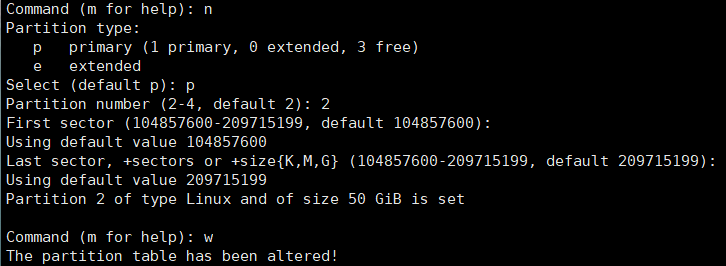 Command (m for help): n
Partition type:
   p   primary (1 primary, 0 extended, 3 free)
   e   extended
Select (default p): p
Partition number (2-4, default 2): 2
First sector (104857600-209715199, default 104857600):
Using default value 104857600
Last sector, +sectors or +size{K,M,G} (104857600-209715199, default 209715199):
Using default value 209715199
Partition 2 of type Linux and of size 50 GiB is set

Command (m for help): w
The partition table has been altered!